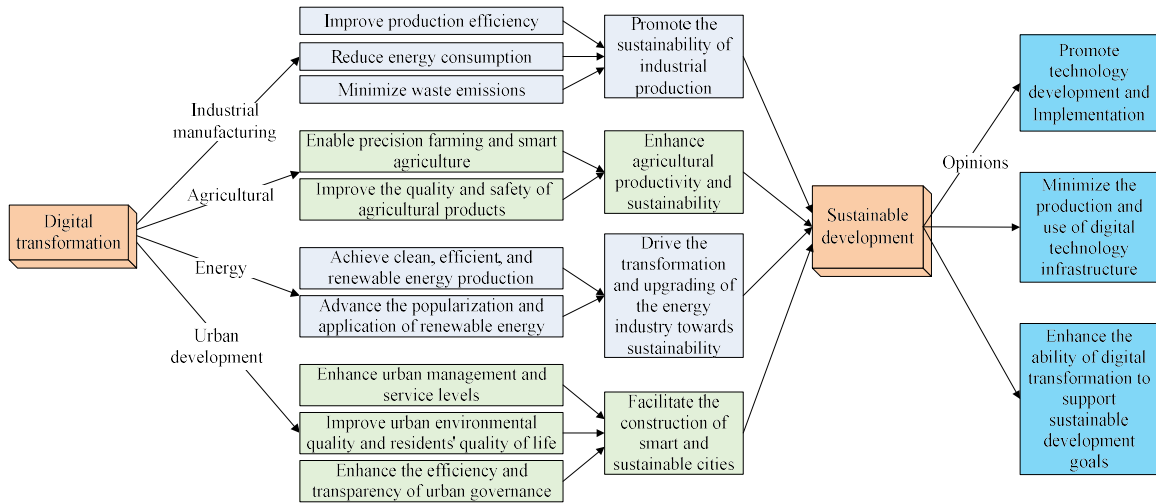 Digital
transformation
Industrial
manufacturing
Agricultural
Energy
Urban
development
Improve production efficiency
Reduce energy consumption
Minimize waste emissions
Enable precision farming and smart
agriculture
Improve the quality and safety of
agricultural products
Achieve clean, efficient, and
renewable energy production
Advance the popularization and
application of renewable energy
Enhance urban management and
service levels
Improve urban environmental
quality and residents' quality of life
Enhance the efficiency and
transparency of urban governance
Promote the
sustainability of
industrial
production
Enhance
agricultural
productivity and
sustainability
Drive the
transformation
and upgrading of
the energy
industry towards
sustainability
Facilitate the
construction of
smart and
sustainable cities
Sustainable
development
Opinions
Promote
technology
development and
Implementation
Minimize the
production and
use of digital
technology
infrastructure
Enhance the
ability of digital
transformation to
support
sustainable
development
goals